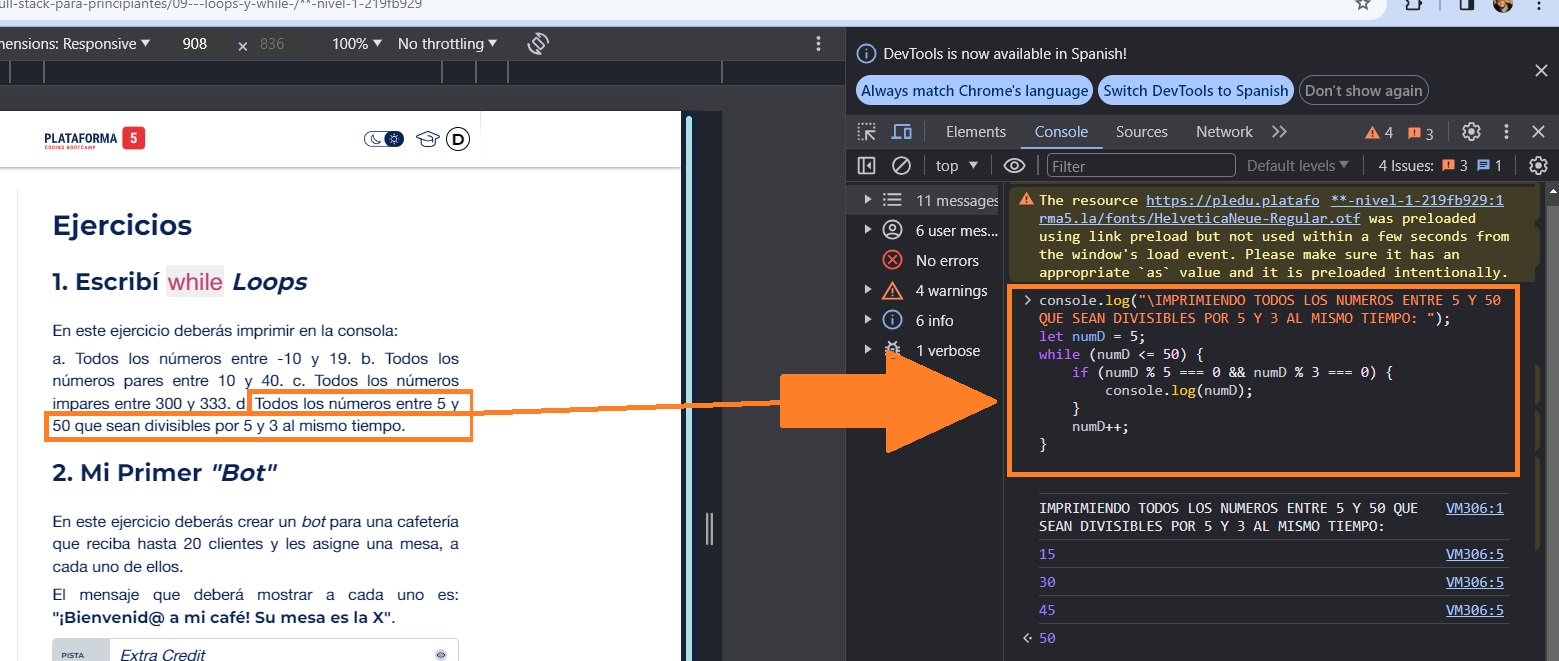 ull-stack-para-principiantes/09---loops-y-while-/**-nivel-1-219fb929
mensions: Responsive 908 × 836 100% No throttling
DevTools is now available in Spanish!
Always match Chrome's language Switch DevTools to Spanish Don't show again
Elements Console Sources Network 4 3
top Filter Default levels 4 Issues: 3 1
PLATAFORMA 5
CODING BOOTCAMP
D
Ejercicios
1. Escribí while Loops
En este ejercicio deberás imprimir en la consola:
a. Todos los números entre -10 y 19. b. Todos los
números pares entre 10 y 40. c. Todos los números
impares entre 300 y 333. d Todos los números entre 5 y
50 que sean divisibles por 5 y 3 al mismo tiempo.
2. Mi Primer "Bot"
En este ejercicio deberás crear un bot para una cafetería
que reciba hasta 20 clientes y les asigne una mesa, a
cada uno de ellos.
El mensaje que deberá mostrar a cada uno es:
"¡Bienvenid@ a mi café! Su mesa es la X".
PISTA Extra Credit
11 messages
6 user mes...
No errors
4 warnings
6 info
1 verbose
The resource https://pledu.platafo **-nivel-1-219fb929:1
rma5.la/fonts/HelveticaNeue-Regular.otf was preloaded
using link preload but not used within a few seconds from
the window's load event. Please make sure it has an
appropriate `as` value and it is preloaded intentionally.
console.log("\IMPRIMIENDO TODOS LOS NUMEROS ENTRE 5 Y 50
QUE SEAN DIVISIBLES POR 5 Y 3 AL MISMO TIEMPO: ");
let numD = 5;
while (numD <= 50) {
if (numD % 5 === 0 && numD % 3 === 0) {
console.log(numD);
}
numD++;
}
IMPRIMIENDO TODOS LOS NUMEROS ENTRE 5 Y 50 QUE VM306:1
SEAN DIVISIBLES POR 5 Y 3 AL MISMO TIEMPO:
15 VM306:5
30 VM306:5
45 VM306:5
50